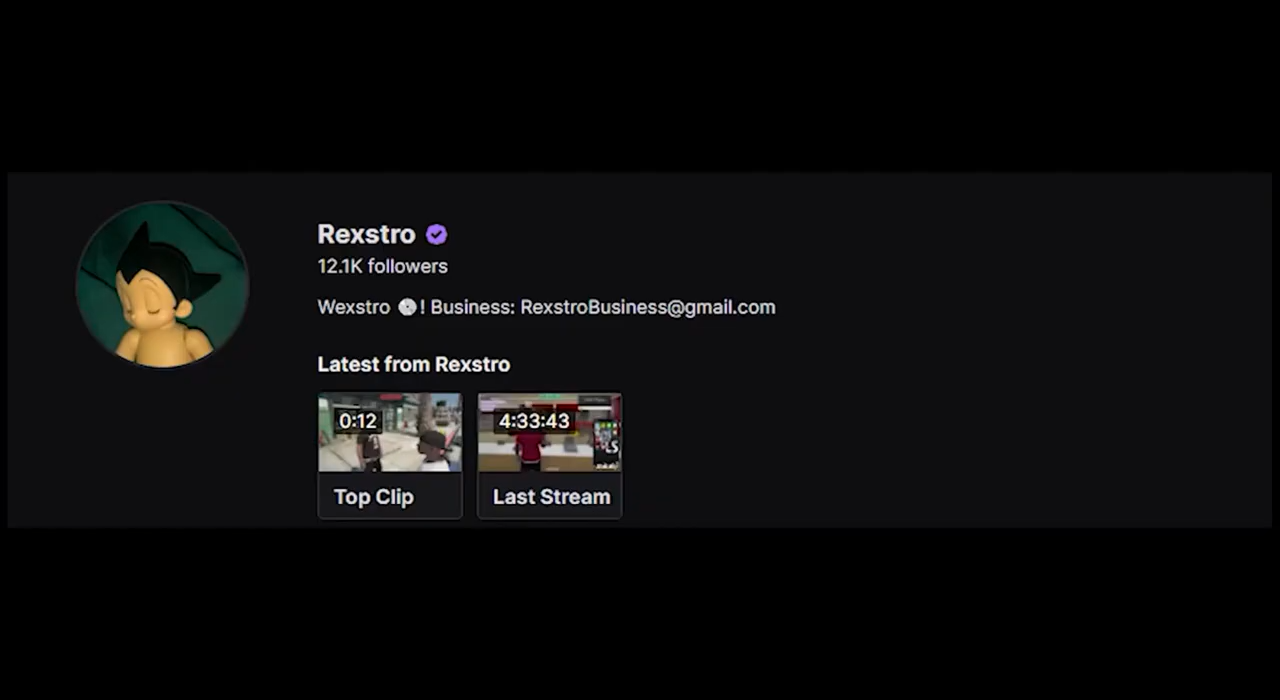 Rexstro
12.1K followers
Wexstro ! Business: RexstroBusiness@gmail.com
Latest from Rexstro
0:12
4:33:43
LS
Top Clip
Last Stream